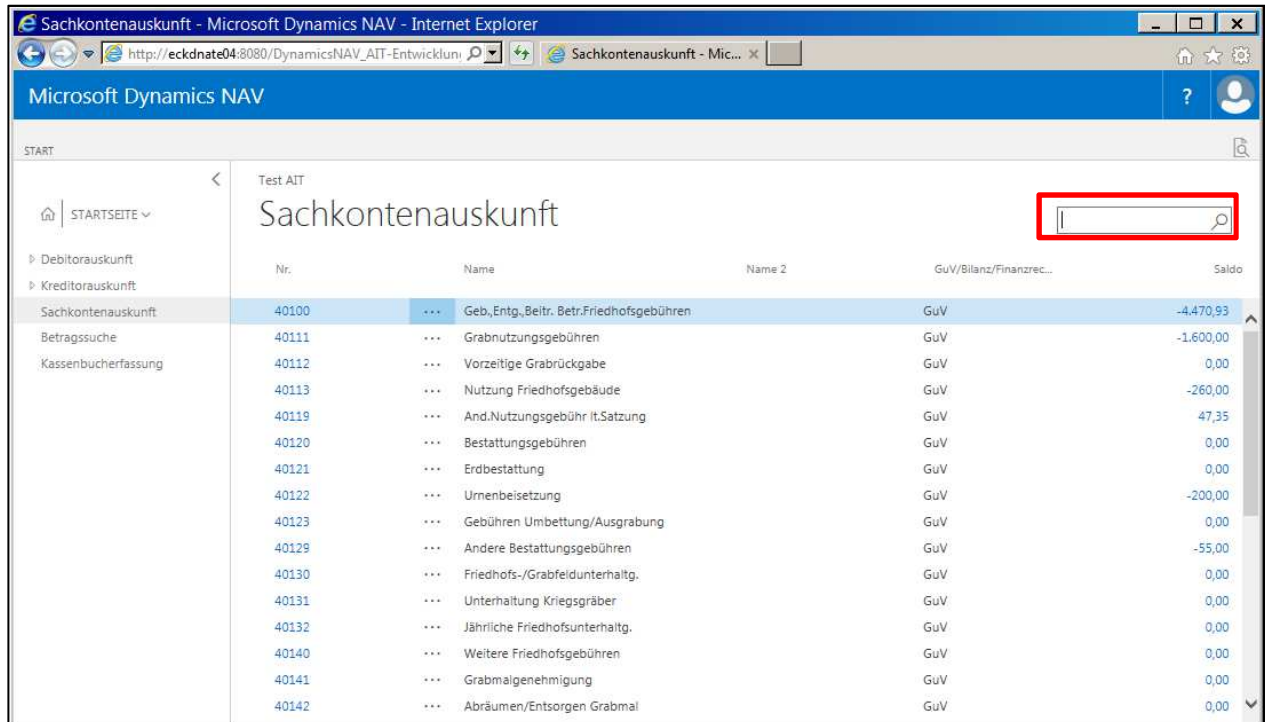 Sachkontenauskunft - Microsoft Dynamics NAV - Internet Explorer
http://eckdnate04:8080/DynamicsNAV_AIT-Entwicklun Sachkontenauskunft - Mic...
Microsoft Dynamics NAV ?
START
Test AIT
STARTSEITE Sachkontenauskunft
Debitorauskunft
Kreditorauskunft
Sachkontenauskunft
Betragssuche
Kassenbucherfassung
Nr. Name Name 2 GuV/Bilanz/Finanzrec... Saldo
40100 ... Geb.,Entg.,Beitr. Betr.Friedhofsgebühren GuV -4.470,93
40111 ... Grabnutzungsgebühren GuV -1.600,00
40112 ... Vorzeitige Grabrückgabe GuV 0,00
40113 ... Nutzung Friedhofsgebäude GuV -260,00
40119 ... And.Nutzungsgebühr lt.Satzung GuV 47,35
40120 ... Bestattungsgebühren GuV 0,00
40121 ... Erdbestattung GuV 0,00
40122 ... Urnenbeisetzung GuV -200,00
40123 ... Gebühren Umbettung/Ausgrabung GuV 0,00
40129 ... Andere Bestattungsgebühren GuV -55,00
40130 ... Friedhofs-/Grabfeldunterhaltg. GuV 0,00
40131 ... Unterhaltung Kriegsgräber GuV 0,00
40132 ... Jährliche Friedhofsunterhaltg. GuV 0,00
40140 ... Weitere Friedhofsgebühren GuV 0,00
40141 ... Grabmalgenehmigung GuV 0,00
40142 ... Abräumen/Entsorgen Grabmal GuV 0,00